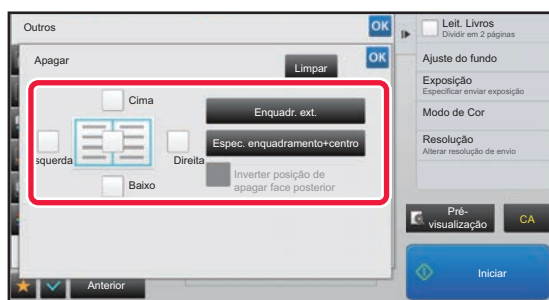 Outros
OK
Apagar
OK
Limpar
Cima
squerda
Direita
Baixo
Enquadr. ext.
Espec. enquadramento+centro
Inverter posição de
apagar face posterior
Anterior
Leit. Livros
Dividir em 2 páginas
Ajuste do fundo
Exposição
Especificar enviar exposição
Modo de Cor
Resolução
Alterar resolução de envio
Pré-
visualização
CA
Iniciar